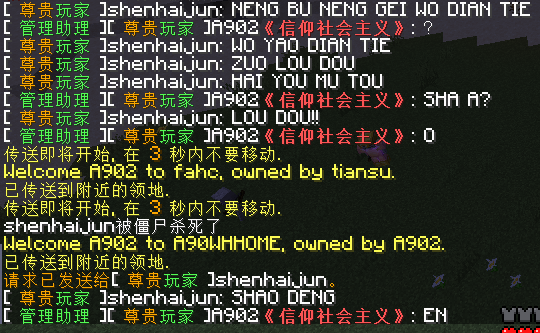 [ 尊贵玩家 ]shenhaijun: NENG BU NENG GEI WO DIAN TIE
[ 管理助理 ][ 尊贵玩家 ]A902《信仰社会主义》: ?
[ 尊贵玩家 ]shenhaijun: WO YAO DIAN TIE
[ 尊贵玩家 ]shenhaijun: ZUO LOU DOU
[ 尊贵玩家 ]shenhaijun: HAI YOU MU TOU
[ 管理助理 ][ 尊贵玩家 ]A902《信仰社会主义》: SHA A?
[ 尊贵玩家 ]shenhaijun: LOU DOU!!
[ 管理助理 ][ 尊贵玩家 ]A902《信仰社会主义》: O
传送即将开始, 在 3 秒内不要移动.
Welcome A902 to fahc, owned by tiansu.
已传送到附近的领地.
传送即将开始, 在 3 秒内不要移动.
shenhaijun被僵尸杀死了
Welcome A902 to A90WHHOME, owned by A902.
已传送到附近的领地.
请求已发送给[ 尊贵玩家 ]shenhaijun。
[ 尊贵玩家 ]shenhaijun: SHAO DENG
[ 管理助理 ][ 尊贵玩家 ]A902《信仰社会主义》: EN